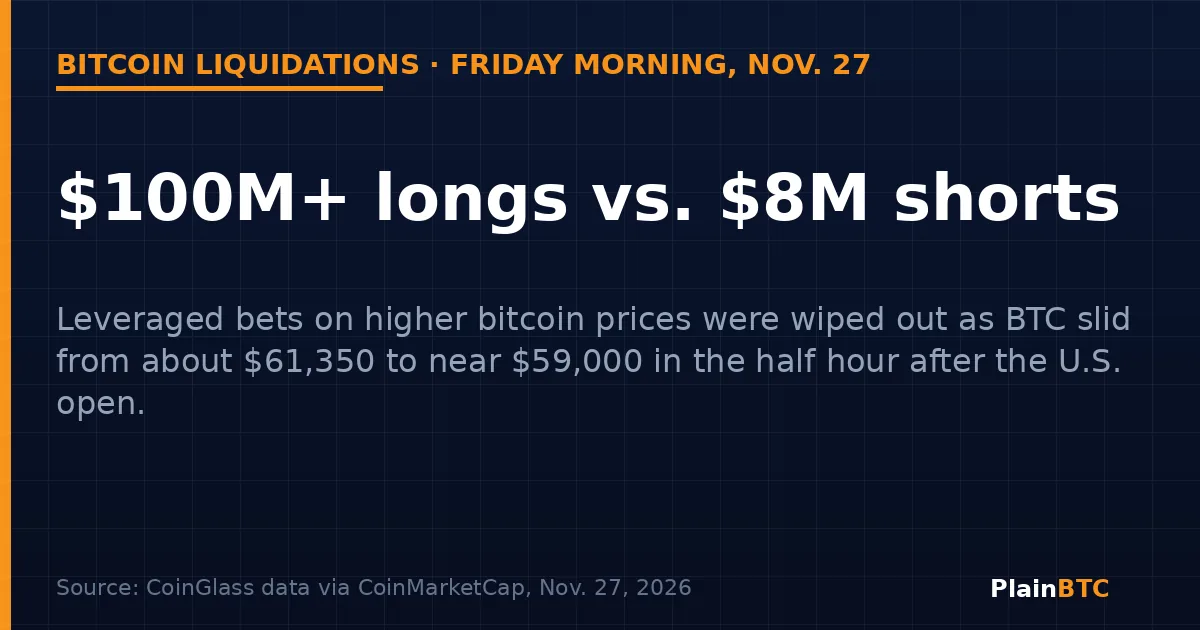 BITCOIN LIQUIDATIONS · FRIDAY MORNING, NOV. 27
$100M+ longs vs. $8M shorts
Leveraged bets on higher bitcoin prices were wiped out as BTC slid
from about $61,350 to near $59,000 in the half hour after the U.S.
open.
Source: CoinGlass data via CoinMarketCap, Nov. 27, 2026
PlainBTC